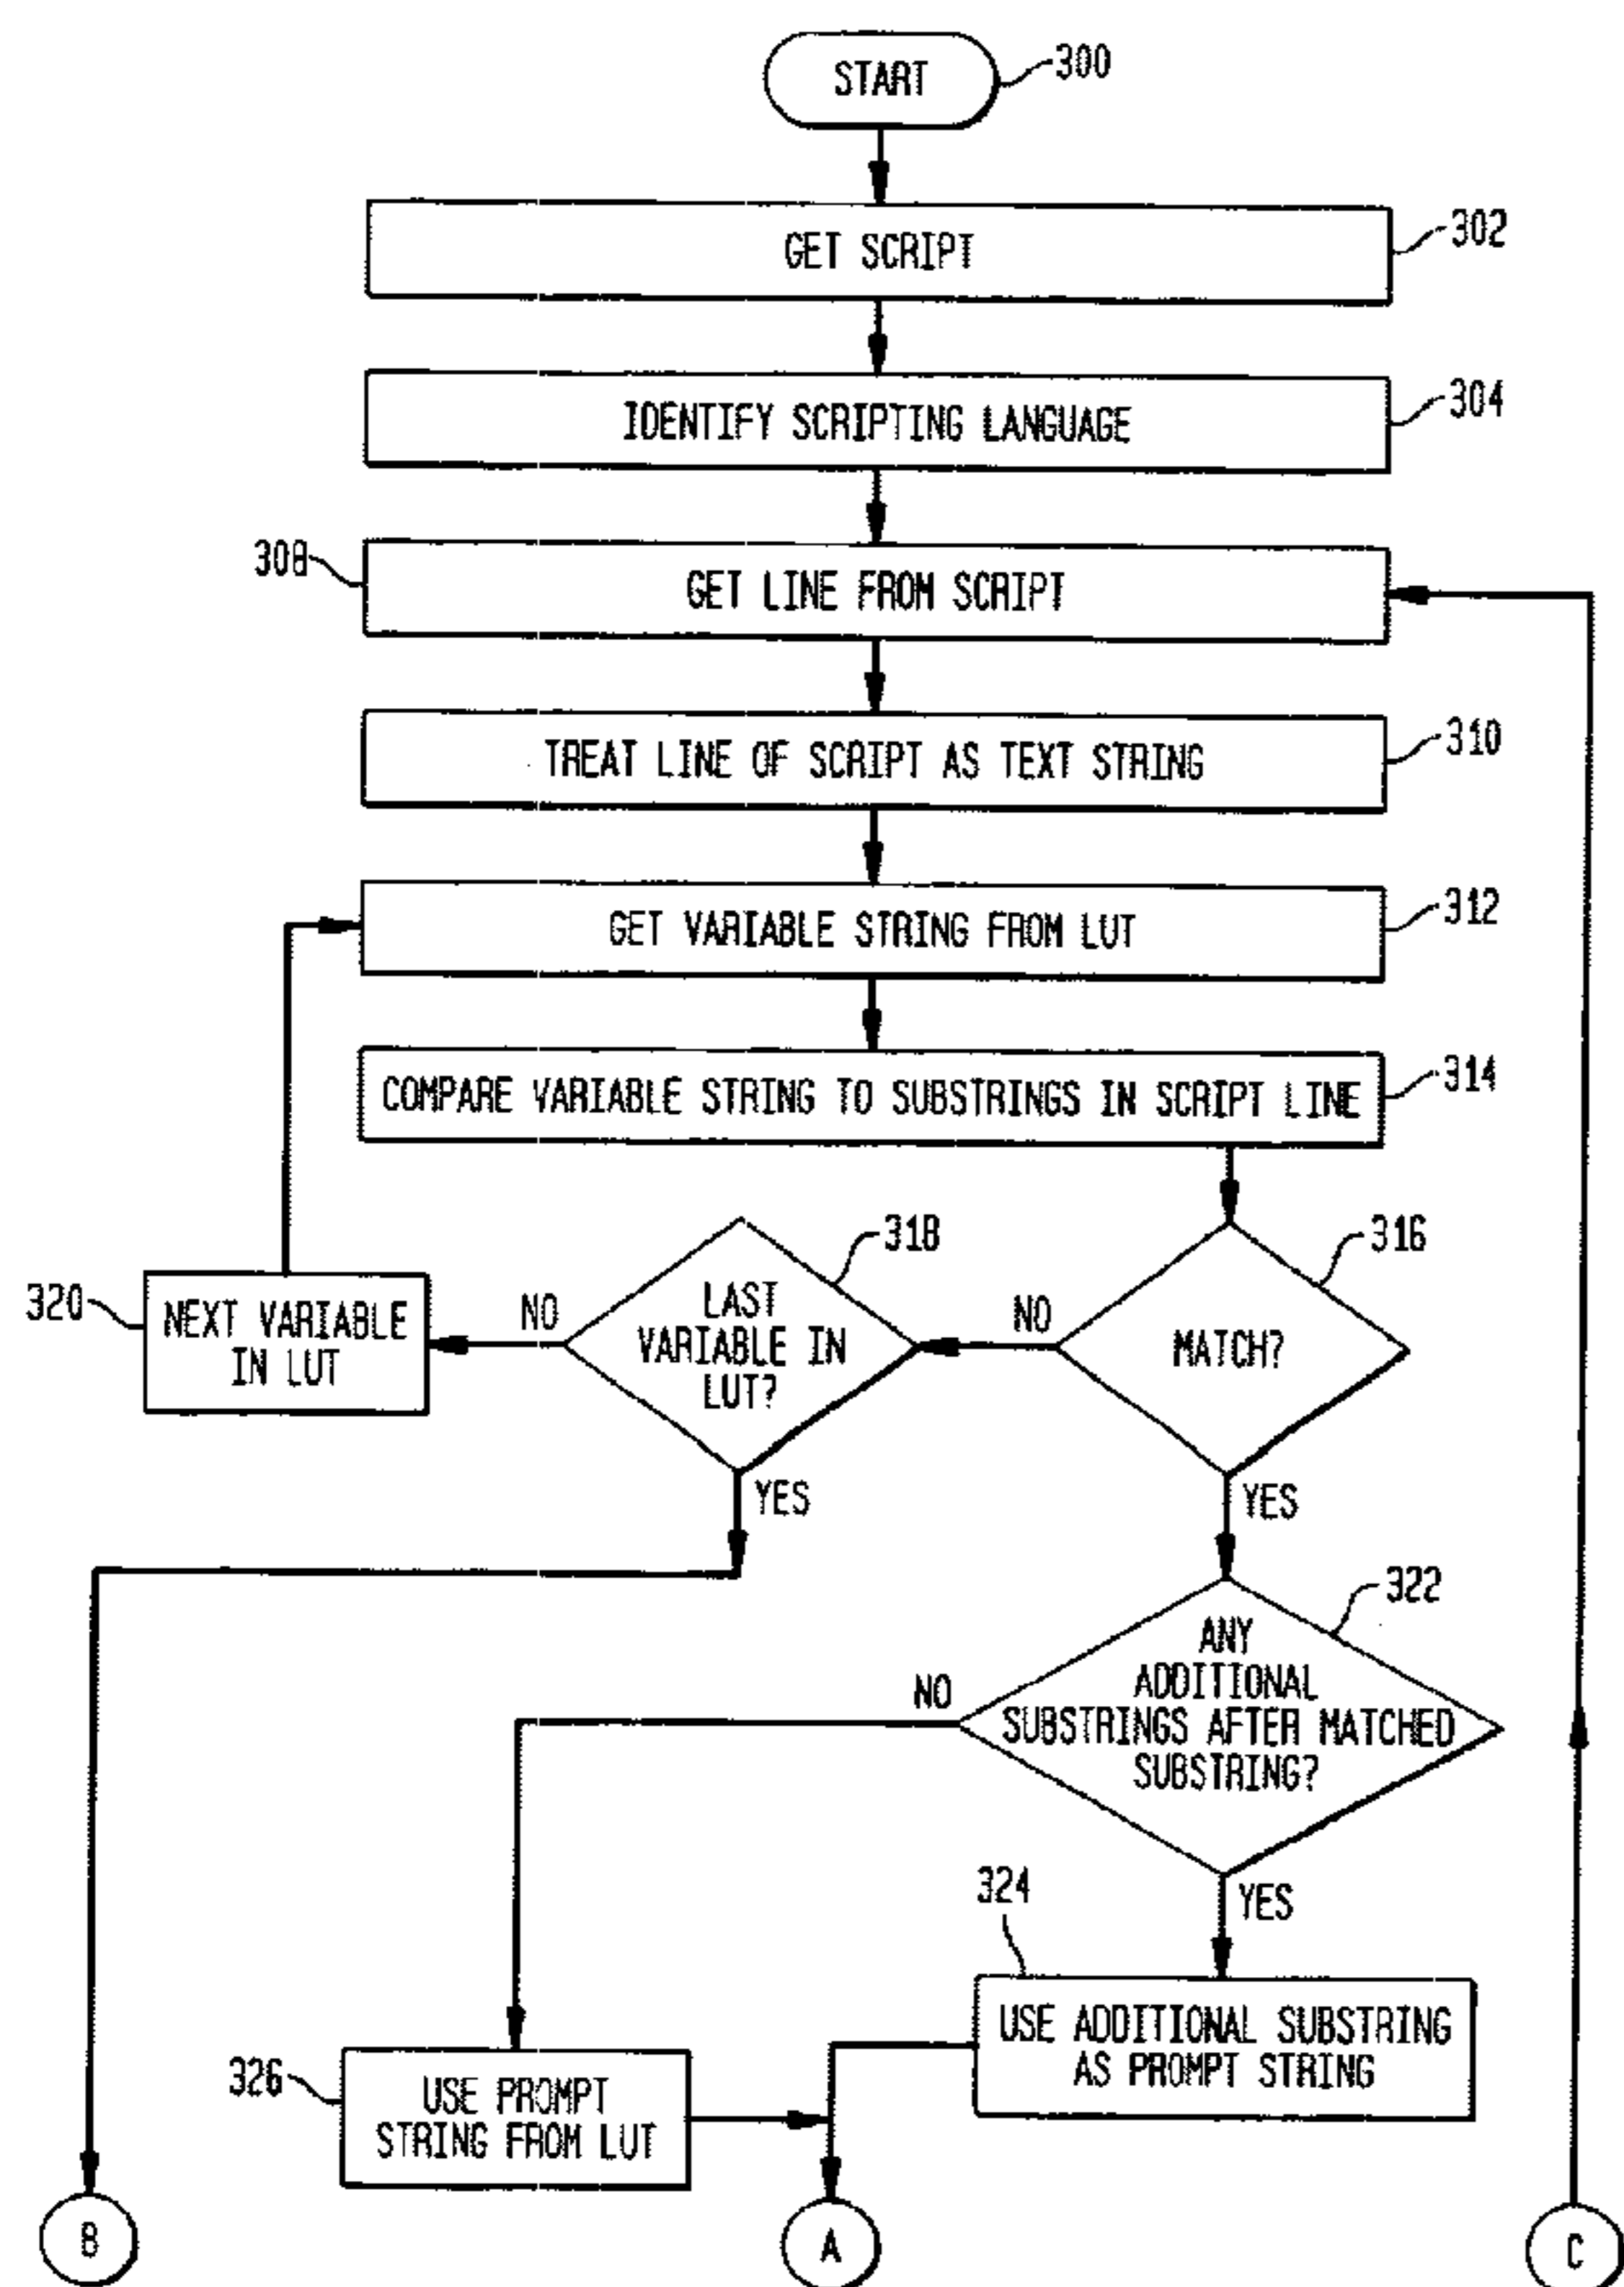 START
300
GET SCRIPT
302
IDENTIFY SCRIPTING LANGUAGE
304
308
GET LINE FROM SCRIPT
TREAT LINE OF SCRIPT AS TEXT STRING
310
GET VARIABLE STRING FROM LUT
312
COMPARE VARIABLE STRING TO SUBSTRINGS IN SCRIPT LINE
314
318
316
320
NEXT VARIABLE
IN LUT
NO
LAST
VARIABLE IN
LUT?
NO
MATCH?
YES
YES
322
ANY
ADDITIONAL
SUBSTRINGS AFTER MATCHED
SUBSTRING?
NO
324
YES
USE ADDITIONAL SUBSTRING
AS PROMPT STRING
326
USE PROMPT
STRING FROM LUT
B
A
C